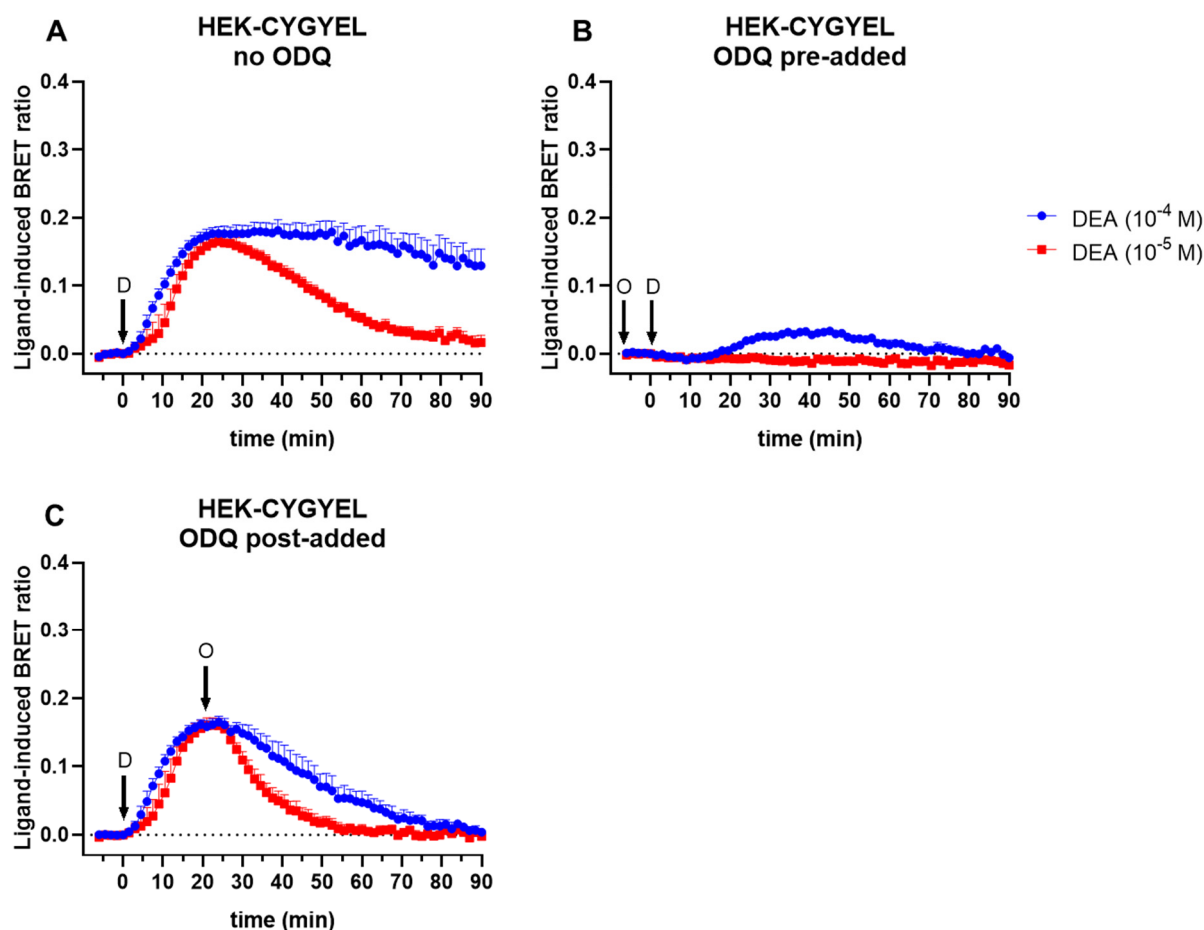 A
HEK-CYGYEL
no ODQ
Ligand-induced BRET ratio
0.4
0.3
0.2
0.1
0.0
D
0 10 20 30 40 50 60 70 80 90
time (min)
B
HEK-CYGYEL
ODQ pre-added
Ligand-induced BRET ratio
0.4
0.3
0.2
0.1
0.0
O D
0 10 20 30 40 50 60 70 80 90
time (min)
DEA (10⁻⁴ M)
DEA (10⁻⁵ M)
C
HEK-CYGYEL
ODQ post-added
Ligand-induced BRET ratio
0.4
0.3
0.2
0.1
0.0
D
O
0 10 20 30 40 50 60 70 80 90
time (min)